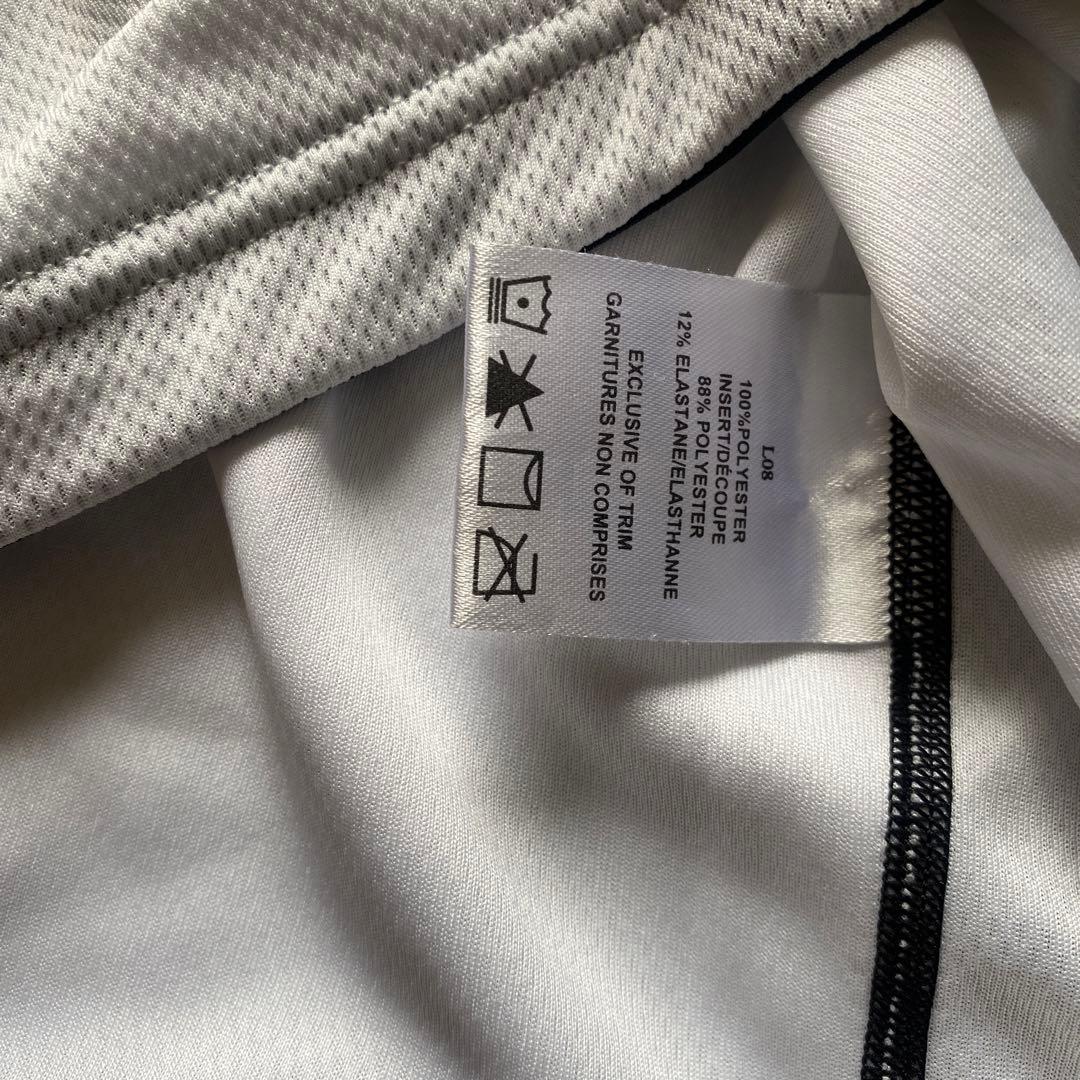 L08
100%POLYESTER
INSERT/DÉCOUPE
88% POLYESTER
12% ELASTANE/ELASTHANNE
EXCLUSIVE OF TRIM
GARNITURES NON COMPRISES